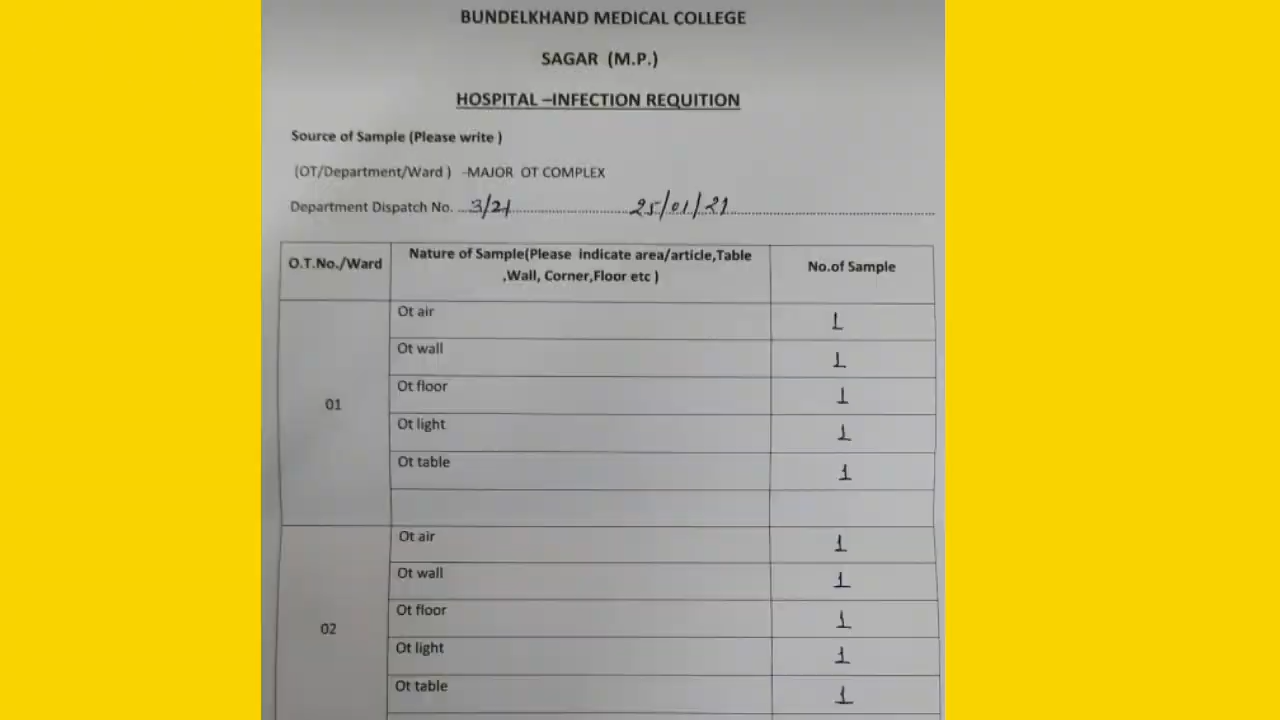 BUNDELKHAND MEDICAL COLLEGE
SAGAR (M.P.)
HOSPITAL –INFECTION REQUITION
Source of Sample (Please write )
(OT/Department/Ward ) -MAJOR OT COMPLEX
Department Dispatch No. ...3/21..............................25/01/21......................................................
O.T.No./Ward Nature of Sample(Please indicate area/article,Table ,Wall, Corner,Floor etc ) No.of Sample
01
Ot air 1
Ot wall 1
Ot floor 1
Ot light 1
Ot table 1
02
Ot air 1
Ot wall 1
Ot floor 1
Ot light 1
Ot table 1